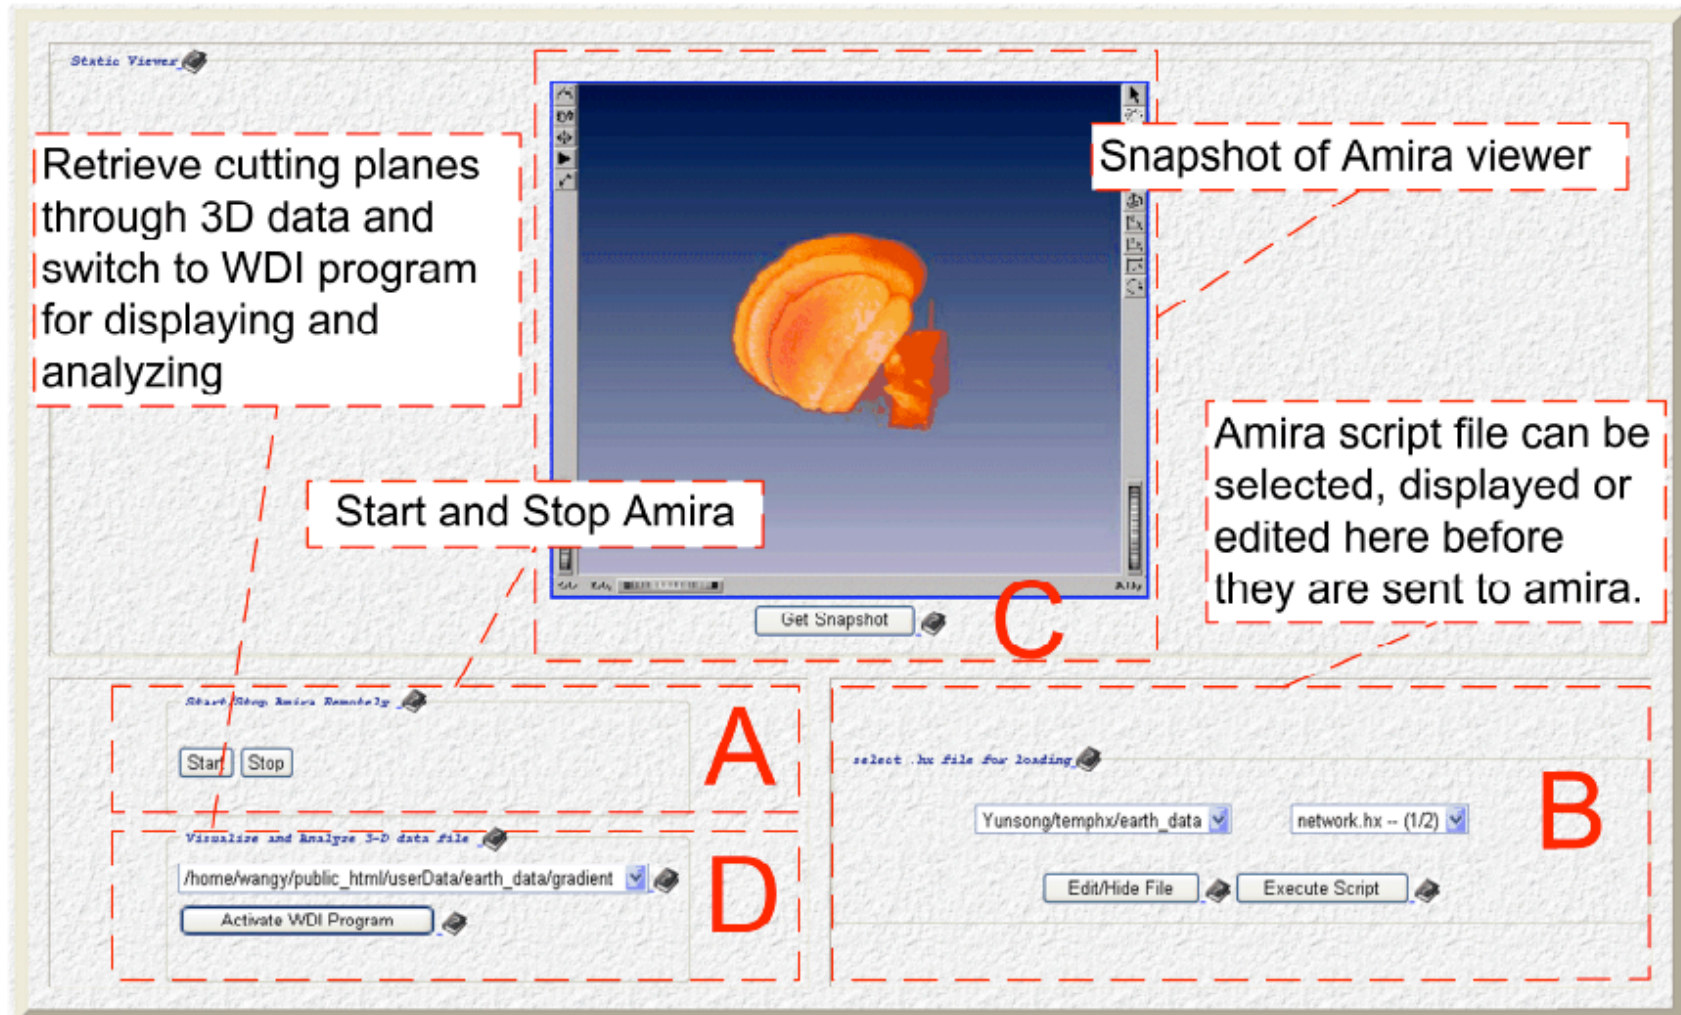 Static Viewer
Retrieve cutting planes
through 3D data and
switch to WDI program
for displaying and
analyzing
Snapshot of Amira viewer
Start and Stop Amira
Amira script file can be
selected, displayed or
edited here before
they are sent to amira.
Get Snapshot
C
Start/Stop Amira Remotely
Start Stop
A
Visualize and Analyze 3-D data file
/home/wangy/public_html/userData/earth_data/gradient
Activate WDI Program
D
select .hx file for loading
Yunsong/temphx/earth_data network.hx -- (1/2)
Edit/Hide File Execute Script
B